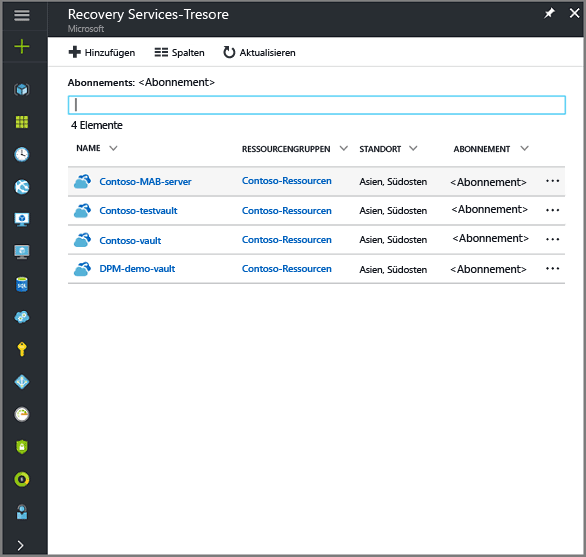 Recovery Services-Tresore
Microsoft
Hinzufügen Spalten Aktualisieren
Abonnements: <Abonnement>
4 Elemente
NAME RESSOURCENGRUPPEN STANDORT ABONNEMENT
Contoso-MAB-server Contoso-Ressourcen Asien, Südosten <Abonnement> ...
Contoso-testvault Contoso-Ressourcen Asien, Südosten <Abonnement> ...
Contoso-vault Contoso-Ressourcen Asien, Südosten <Abonnement> ...
DPM-demo-vault Contoso-Ressourcen Asien, Südosten <Abonnement> ...
SQL